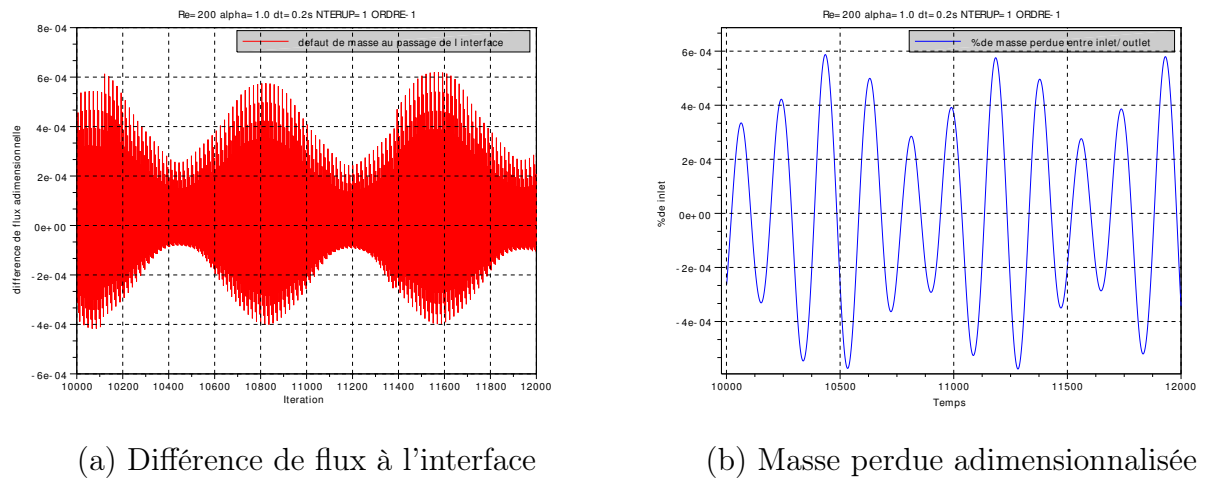 Re=200 alpha=1.0 dt=0.2s NTERUP=1 ORDRE-1
defaut de masse au passage de l interface
difference de flux adimensionnelle
8e-04
6e-04
4e-04
2e-04
0e+00
-2e-04
-4e-04
-6e-04
10000 10200 10400 10600 10800 11000 11200 11400 11600 11800 12000
Iteration
(a) Différence de flux à l'interface
Re=200 alpha=1.0 dt=0.2s NTERUP=1 ORDRE-1
%de masse perdue entre inlet/outlet
%de inlet
6e-04
4e-04
2e-04
0e+00
-2e-04
-4e-04
10000 10500 11000 11500 12000
Temps
(b) Masse perdue adimensionnalisée